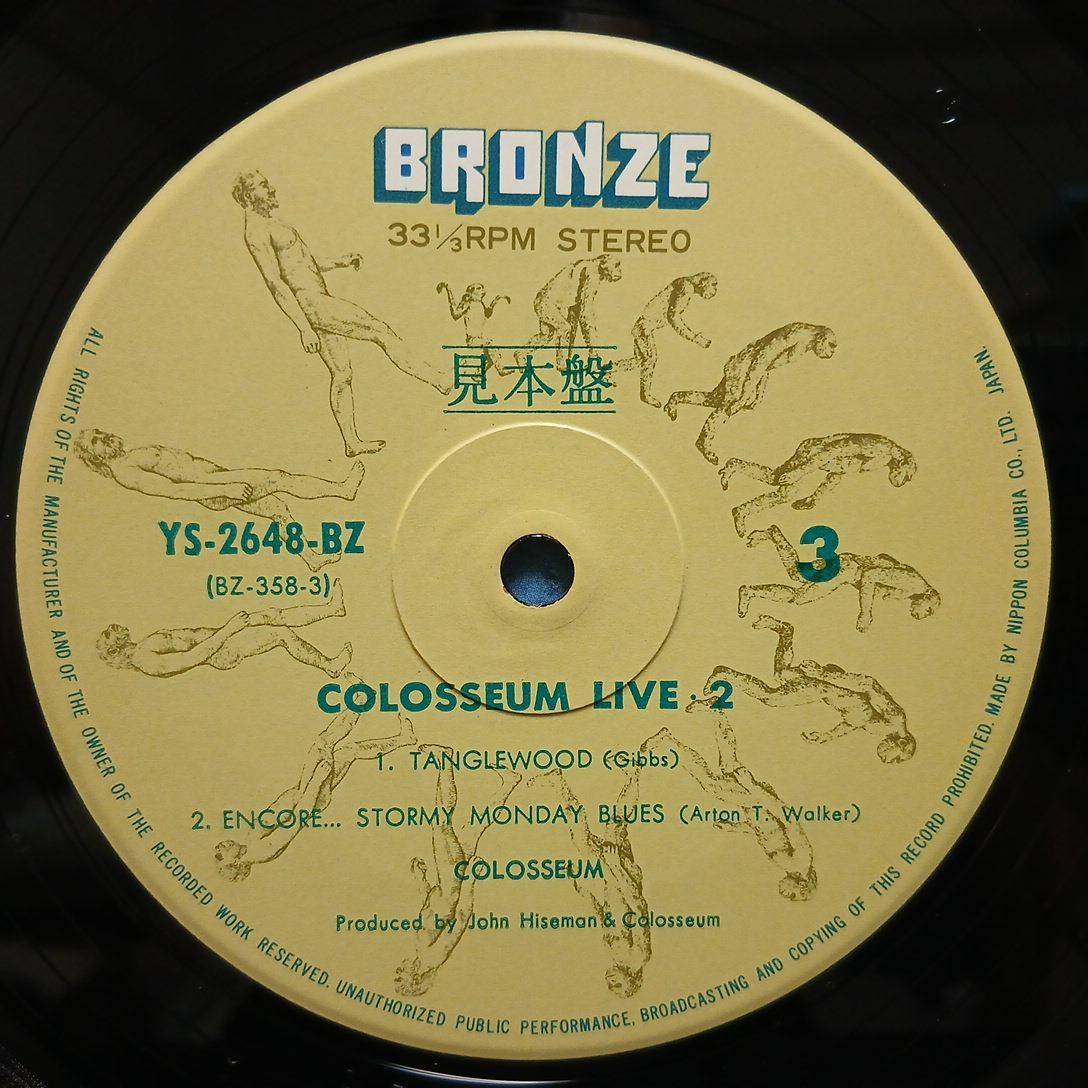 BRONZE
33⅓RPM STEREO
見本盤
YS-2648-BZ
(BZ-358-3)
3
COLOSSEUM LIVE・2
1. TANGLEWOOD (Gibbs)
2. ENCORE... STORMY MONDAY BLUES (Arton T. Walker)
COLOSSEUM
Produced by John Hiseman & Colosseum
ALL RIGHTS OF THE MANUFACTURER AND OF THE OWNER OF THE RECORDED WORK RESERVED. UNAUTHORIZED PUBLIC PERFORMANCE, BROADCASTING AND COPYING OF THIS RECORD PROHIBITED. MADE BY NIPPON COLUMBIA CO., LTD. JAPAN.